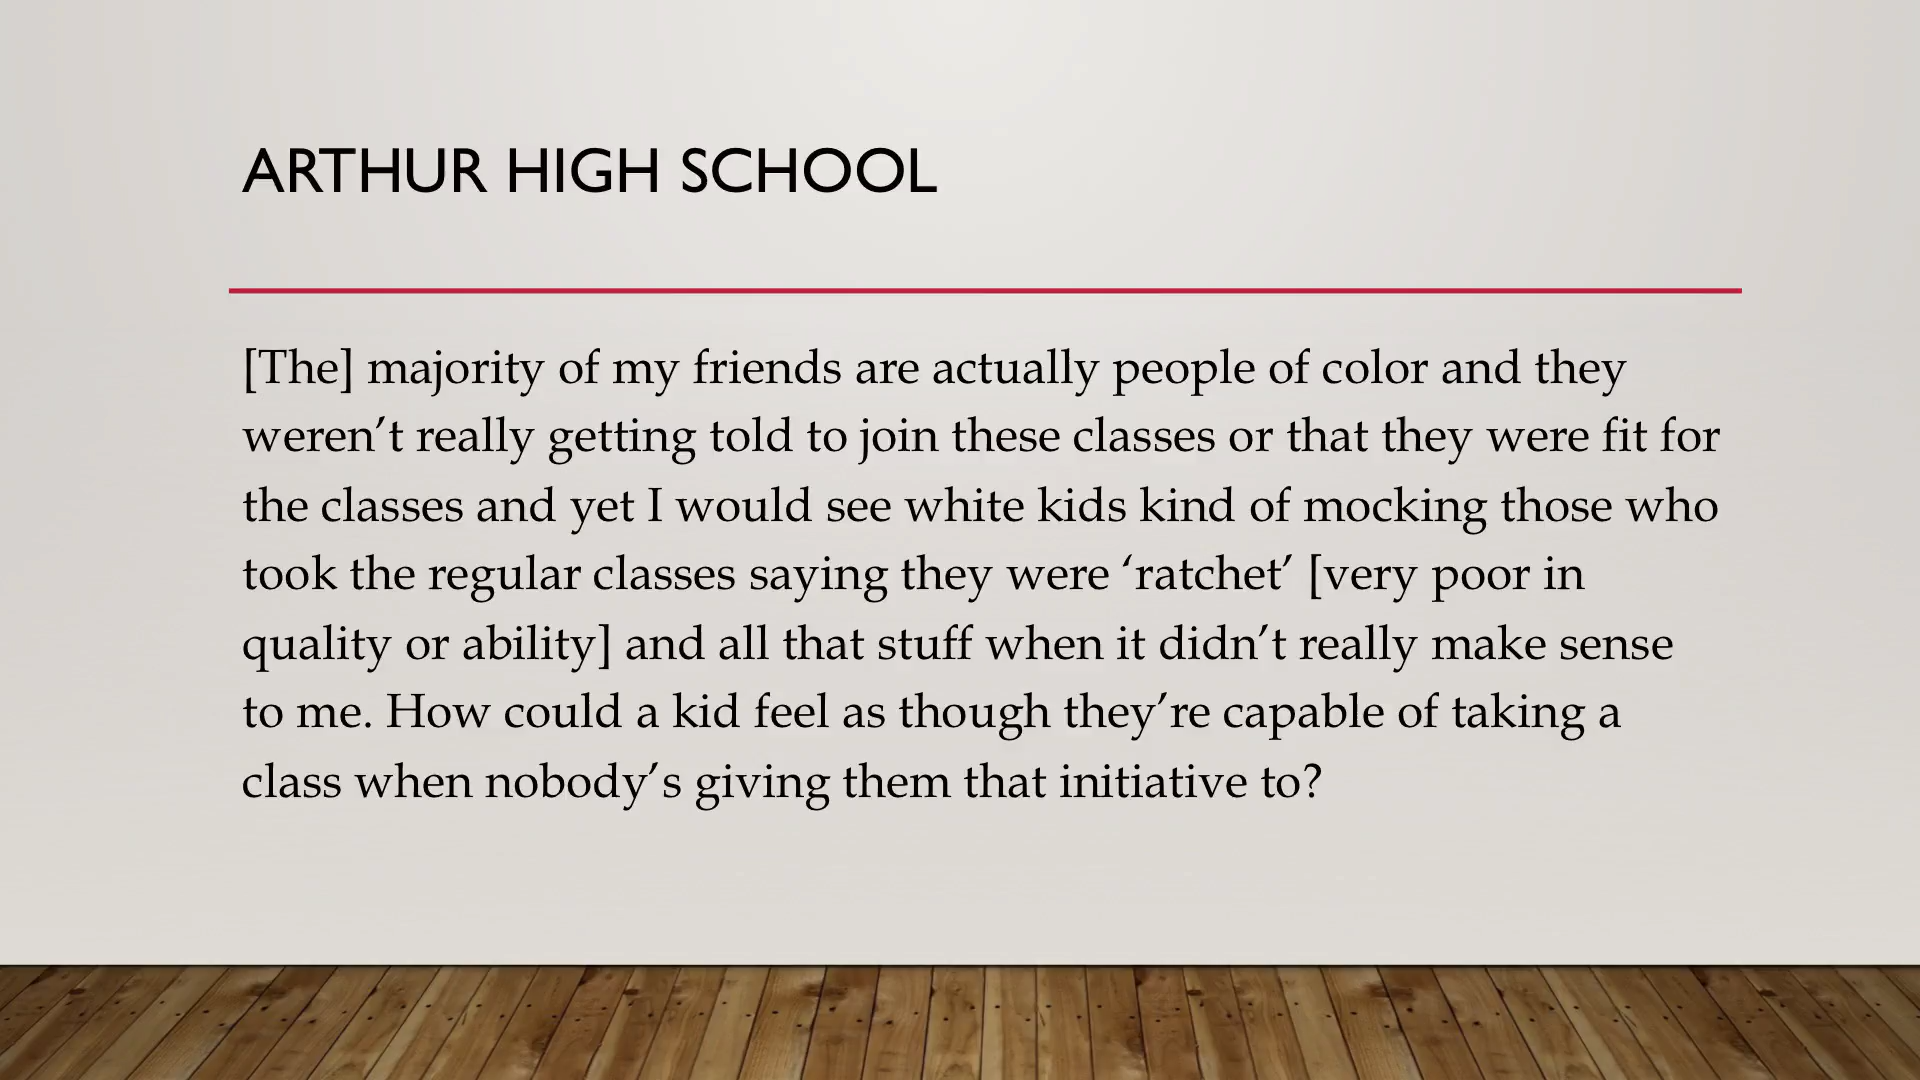 ARTHUR HIGH SCHOOL
[The] majority of my friends are actually people of color and they
weren’t really getting told to join these classes or that they were fit for
the classes and yet I would see white kids kind of mocking those who
took the regular classes saying they were ‘ratchet’ [very poor in
quality or ability] and all that stuff when it didn’t really make sense
to me. How could a kid feel as though they’re capable of taking a
class when nobody’s giving them that initiative to?